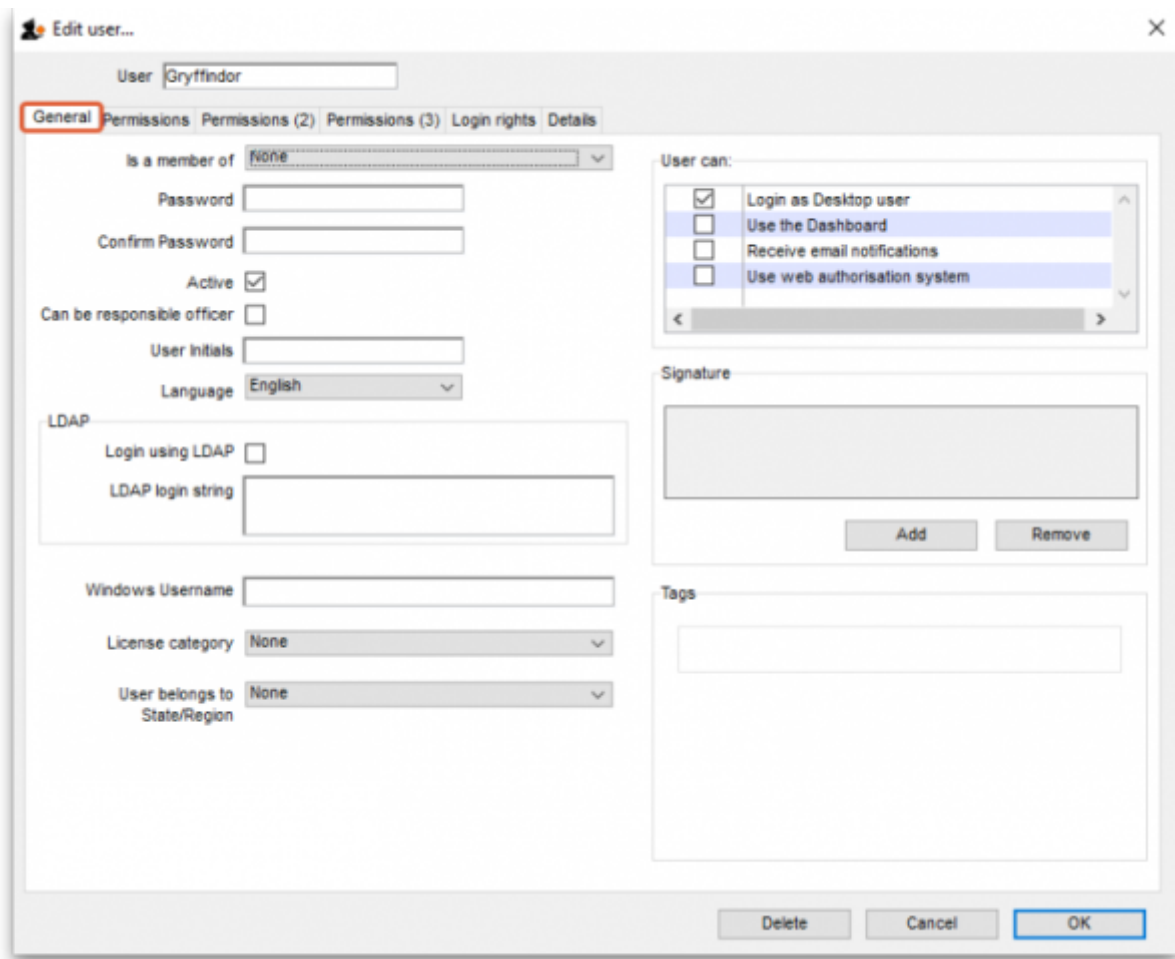 Edit user...
User Gryffindor
General Permissions Permissions (2) Permissions (3) Login rights Details
Is a member of None
Password
Confirm Password
Active
Can be responsible officer
User Initials
Language English
LDAP
Login using LDAP
LDAP login string
Windows Username
License category None
User belongs to None
State/Region
User can:
Login as Desktop user
Use the Dashboard
Receive email notifications
Use web authorisation system
Signature
Add Remove
Tags
Delete Cancel OK